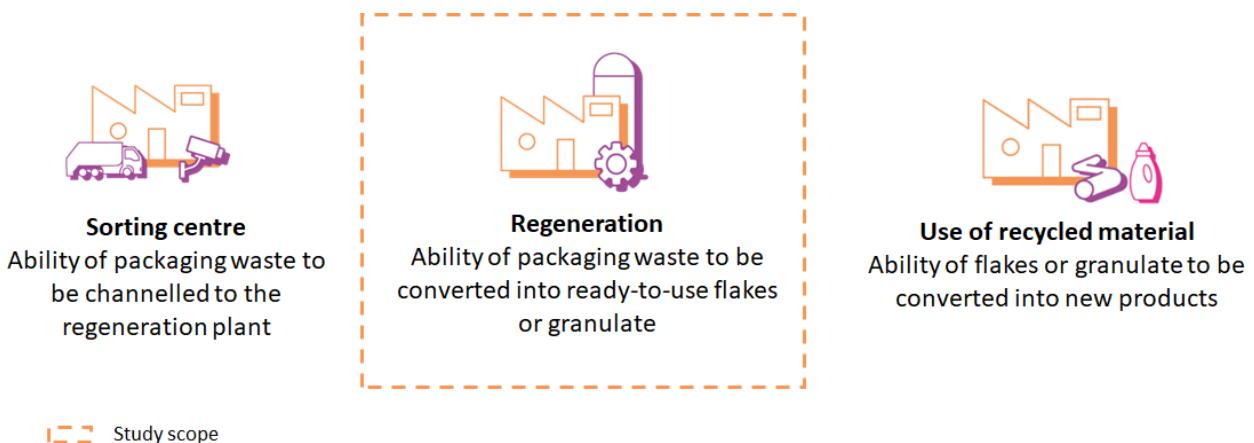 Sorting centre
Ability of packaging waste to
be channelled to the
regeneration plant
Regeneration
Ability of packaging waste to be
converted into ready-to-use flakes
or granulate
Use of recycled material
Ability of flakes or granulate to be
converted into new products
Study scope